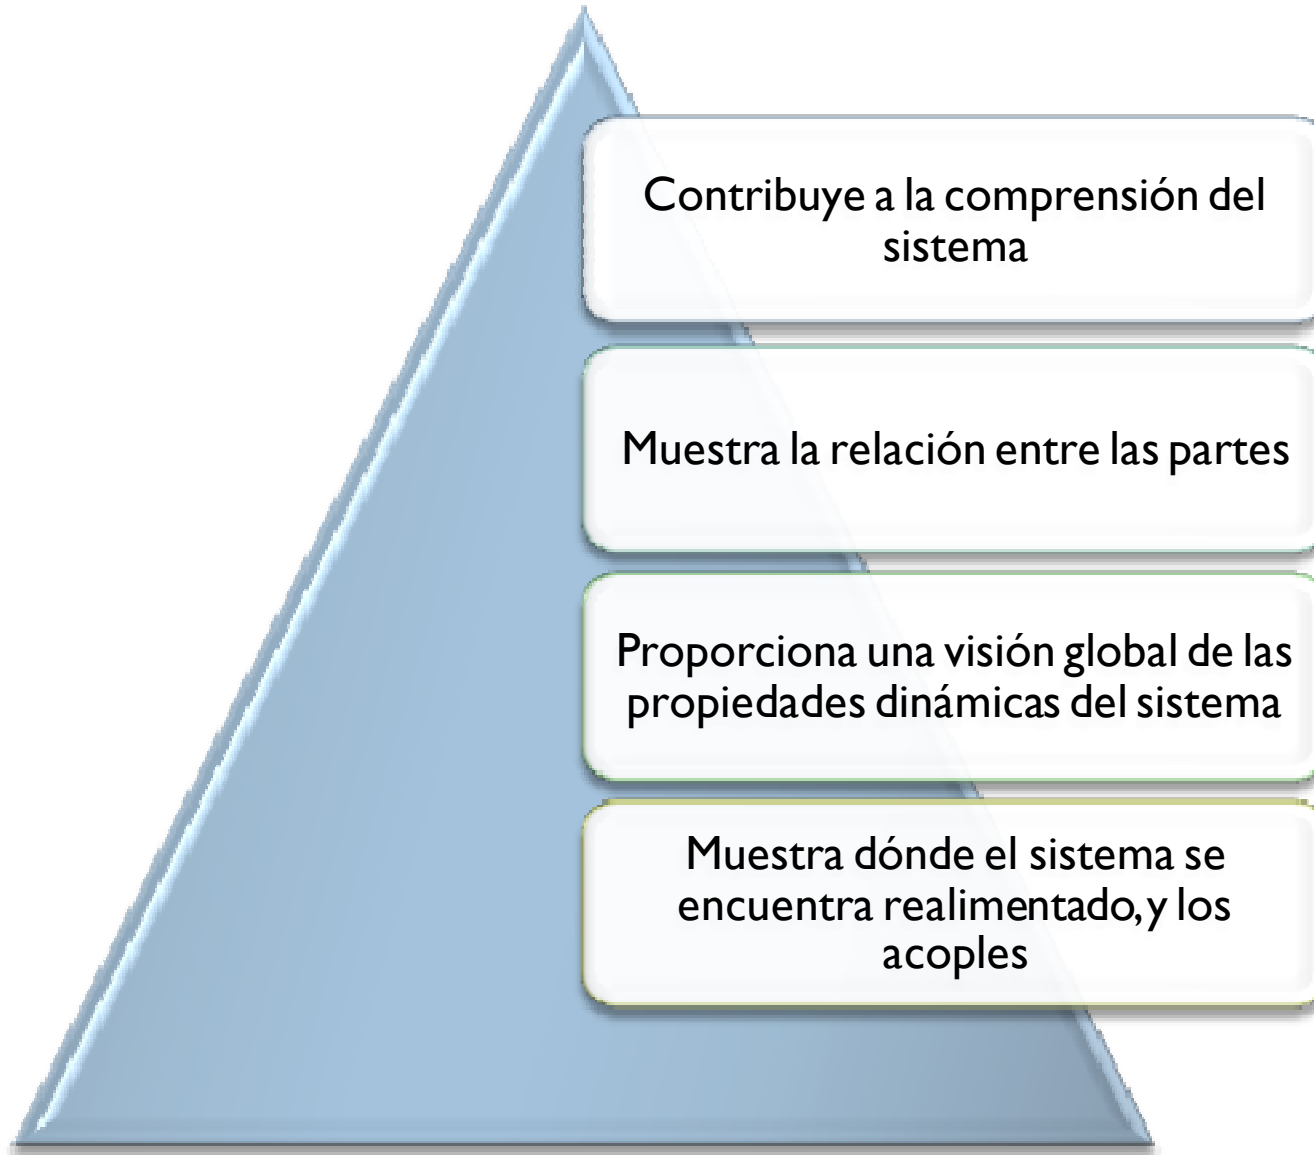 Contribuye a la comprensión del
sistema
Muestra la relación entre las partes
Proporciona una visión global de las
propiedades dinámicas del sistema
Muestra dónde el sistema se
encuentra realimentado, y los
acoples